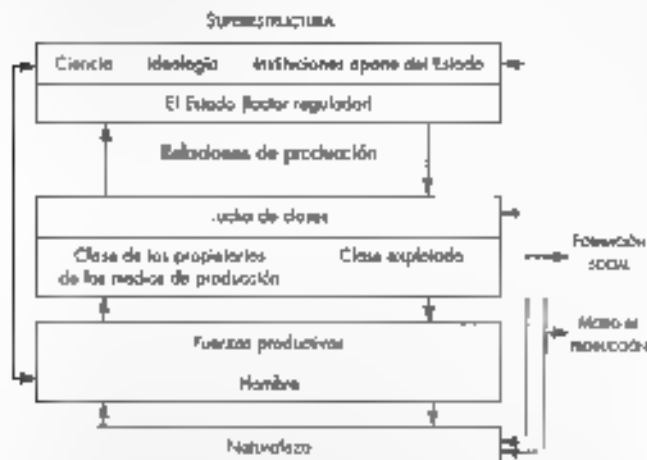 SUPERESTRUCTURA
Ciencia Ideología Instituciones aparte del Estado
El Estado (factor regulador)
Relaciones de producción
Lucha de clases
Clase de los propietarios
de los medios de producción
Clase explotada
FORMACIÓN
SOCIAL
Fuerzas productivas
MODO DE
PRODUCCIÓN
Hombre
Naturaleza